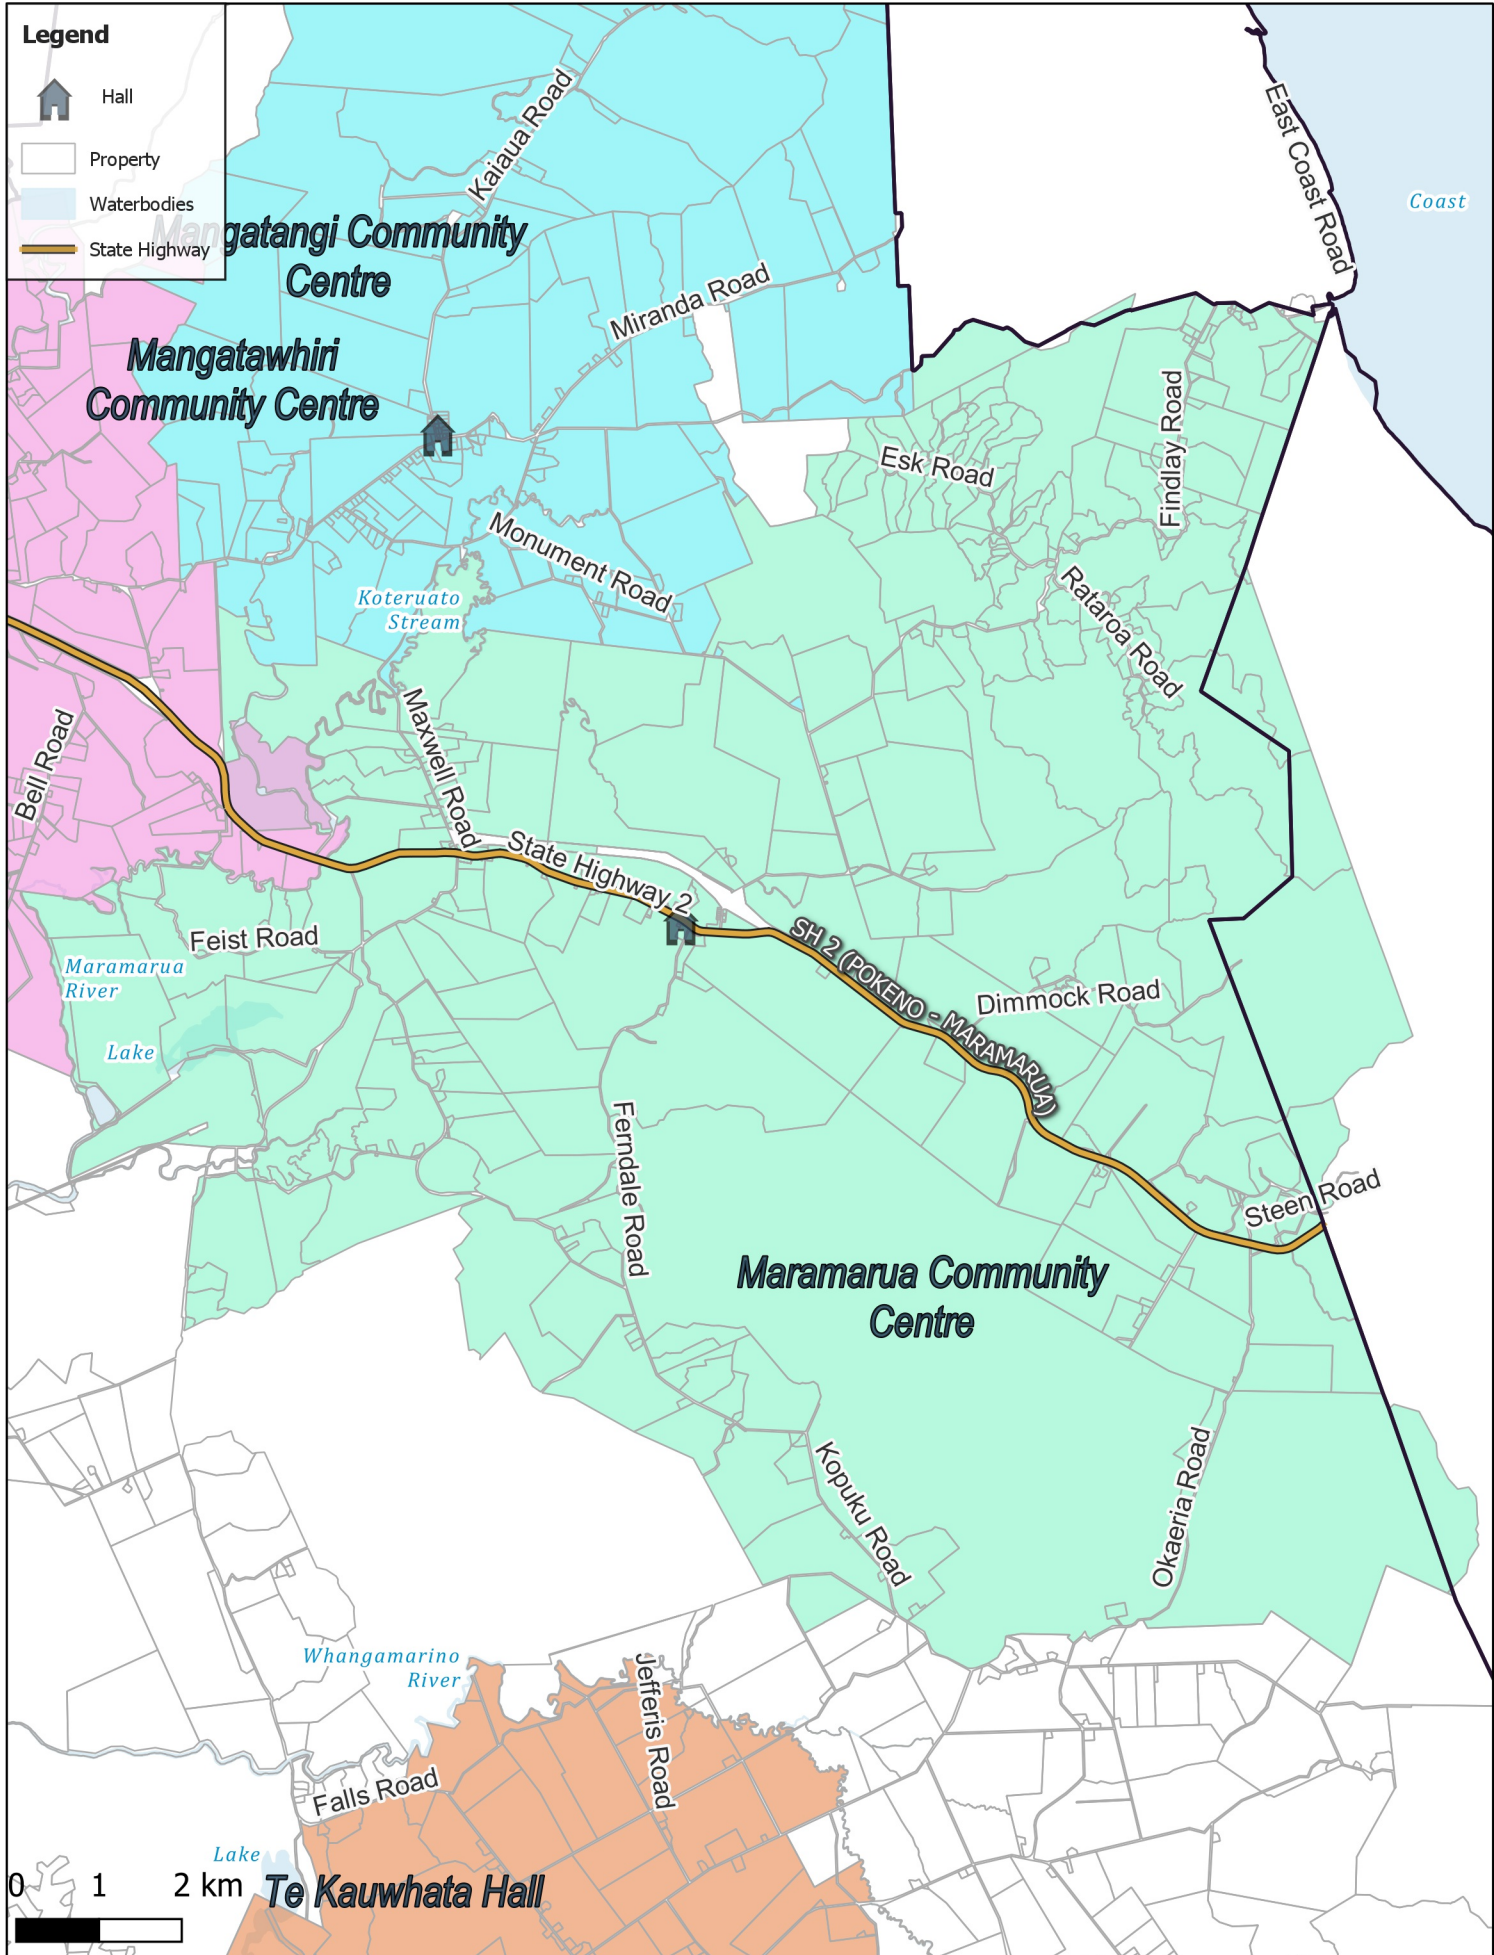 Legend
Hall
Property
Waterbodies
State Highway
Kaiaua Road
East Coast Road
Coast
Mangatangi Community
Centre
Miranda Road
Mangatawhiri
Community Centre
Findlay Road
Esk Road
Monument Road
Koteruato
Stream
Rataroa Road
Maxwell Road
Bell Road
State Highway 2
Feist Road
SH 2 (POKENO - MARAMARUA)
Maramarua
River
Dimmock Road
Lake
Ferndale Road
Steen Road
Maramarua Community
Centre
Kopuku Road
Okaeria Road
Whangamarino
River
Jefferis Road
Falls Road
Lake
0 1 2 km
Te Kauwhata Hall